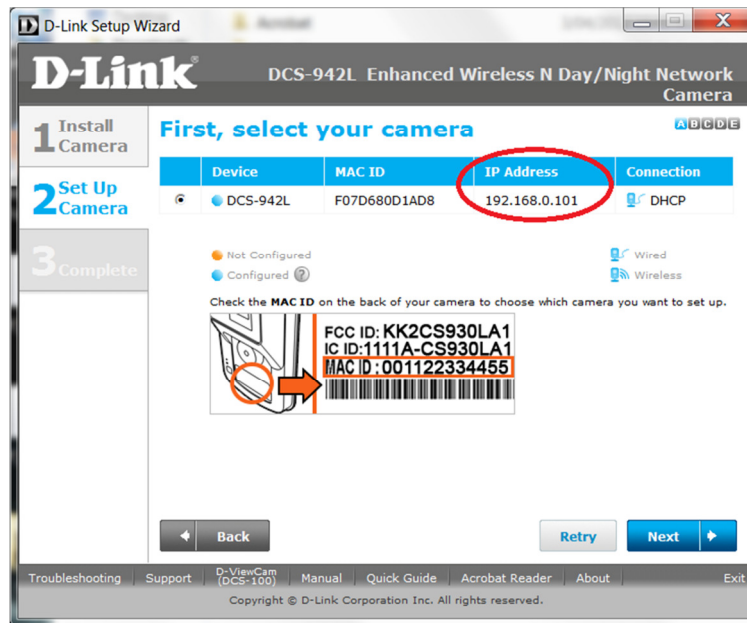 D-Link Setup Wizard
D-Link®
DCS-942L Enhanced Wireless N Day/Night Network
Camera
1 Install
Camera
2 Set Up
Camera
3 Complete
First, select your camera
A B C D E
Device MAC ID IP Address Connection
DCS-942L F07D680D1AD8 192.168.0.101 DHCP
Not Configured Wired
Configured ? Wireless
Check the MAC ID on the back of your camera to choose which camera you want to set up.
FCC ID: KK2CS930LA1
IC ID:1111A-CS930LA1
MAC ID : 001122334455
Back Retry Next
Troubleshooting Support D-ViewCam
(DCS-100) Manual Quick Guide Acrobat Reader About Exit
Copyright © D-Link Corporation Inc. All rights reserved.